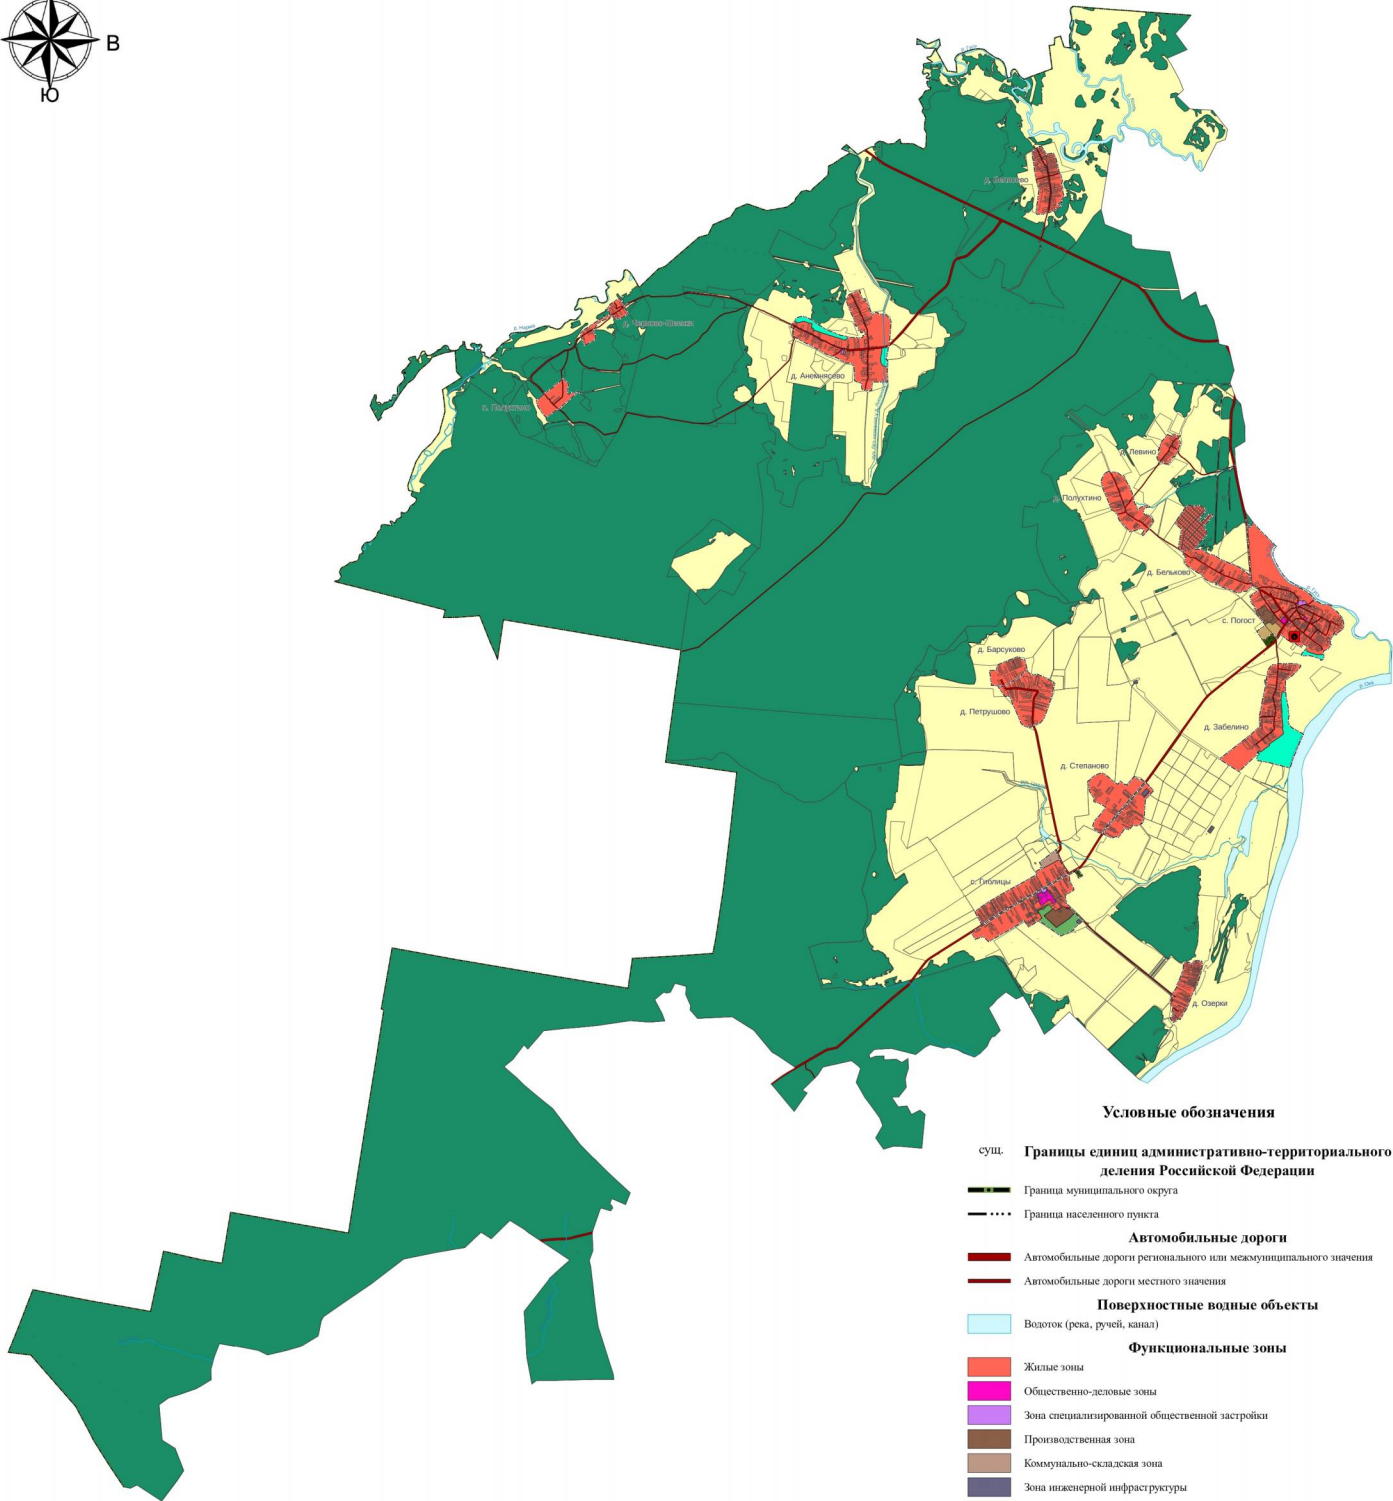 В
Ю
д. Анемнясово
д. Левино
д. Полухтино
д. Бельково
с. Погост
д. Барсуково
д. Петрушово
д. Забелино
д. Степаново
с. Гиблицы
д. Озерки
Условные обозначения
сущ. Границы единиц административно-территориального
деления Российской Федерации
Граница муниципального округа
Граница населенного пункта
Автомобильные дороги
Автомобильные дороги регионального или межмуниципального значения
Автомобильные дороги местного значения
Поверхностные водные объекты
Водоток (река, ручей, канал)
Функциональные зоны
Жилые зоны
Общественно-деловые зоны
Зона специализированной общественной застройки
Производственная зона
Коммунально-складская зона
Зона инженерной инфраструктуры